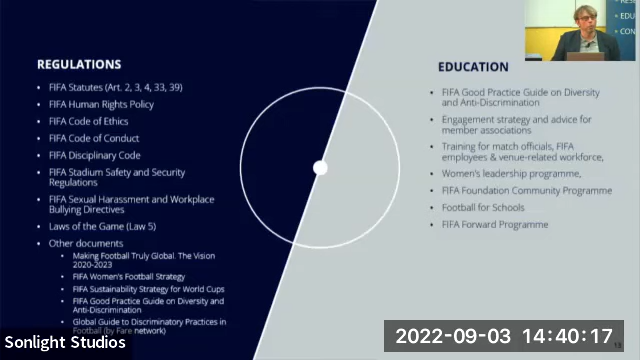 REGULATIONS
• FIFA Statutes (Art. 2, 3, 4, 33, 39)
• FIFA Human Rights Policy
• FIFA Code of Ethics
• FIFA Code of Conduct
• FIFA Disciplinary Code
• FIFA Stadium Safety and Security
Regulations
• FIFA Sexual Harassment and Workplace
Bullying Directives
• Laws of the Game (Law 5)
• Other documents
• Making Football Truly Global. The Vision
2020-2023
• FIFA Women's Football Strategy
• FIFA Sustainability Strategy for World Cups
• FIFA Good Practice Guide on Diversity and
Anti-Discrimination
• Global Guide to Discriminatory Practices in
Football (by Fare network)
EDUCATION
• FIFA Good Practice Guide on Diversity
and Anti-Discrimination
• Engagement strategy and advice for
member associations
• Training for match officials, FIFA
employees & venue-related workforce,
• Women's leadership programme,
• FIFA Foundation Community Programme
• Football for Schools
• FIFA Forward Programme
EDU
CON
Sonlight Studios
2022-09-03 14:40:17